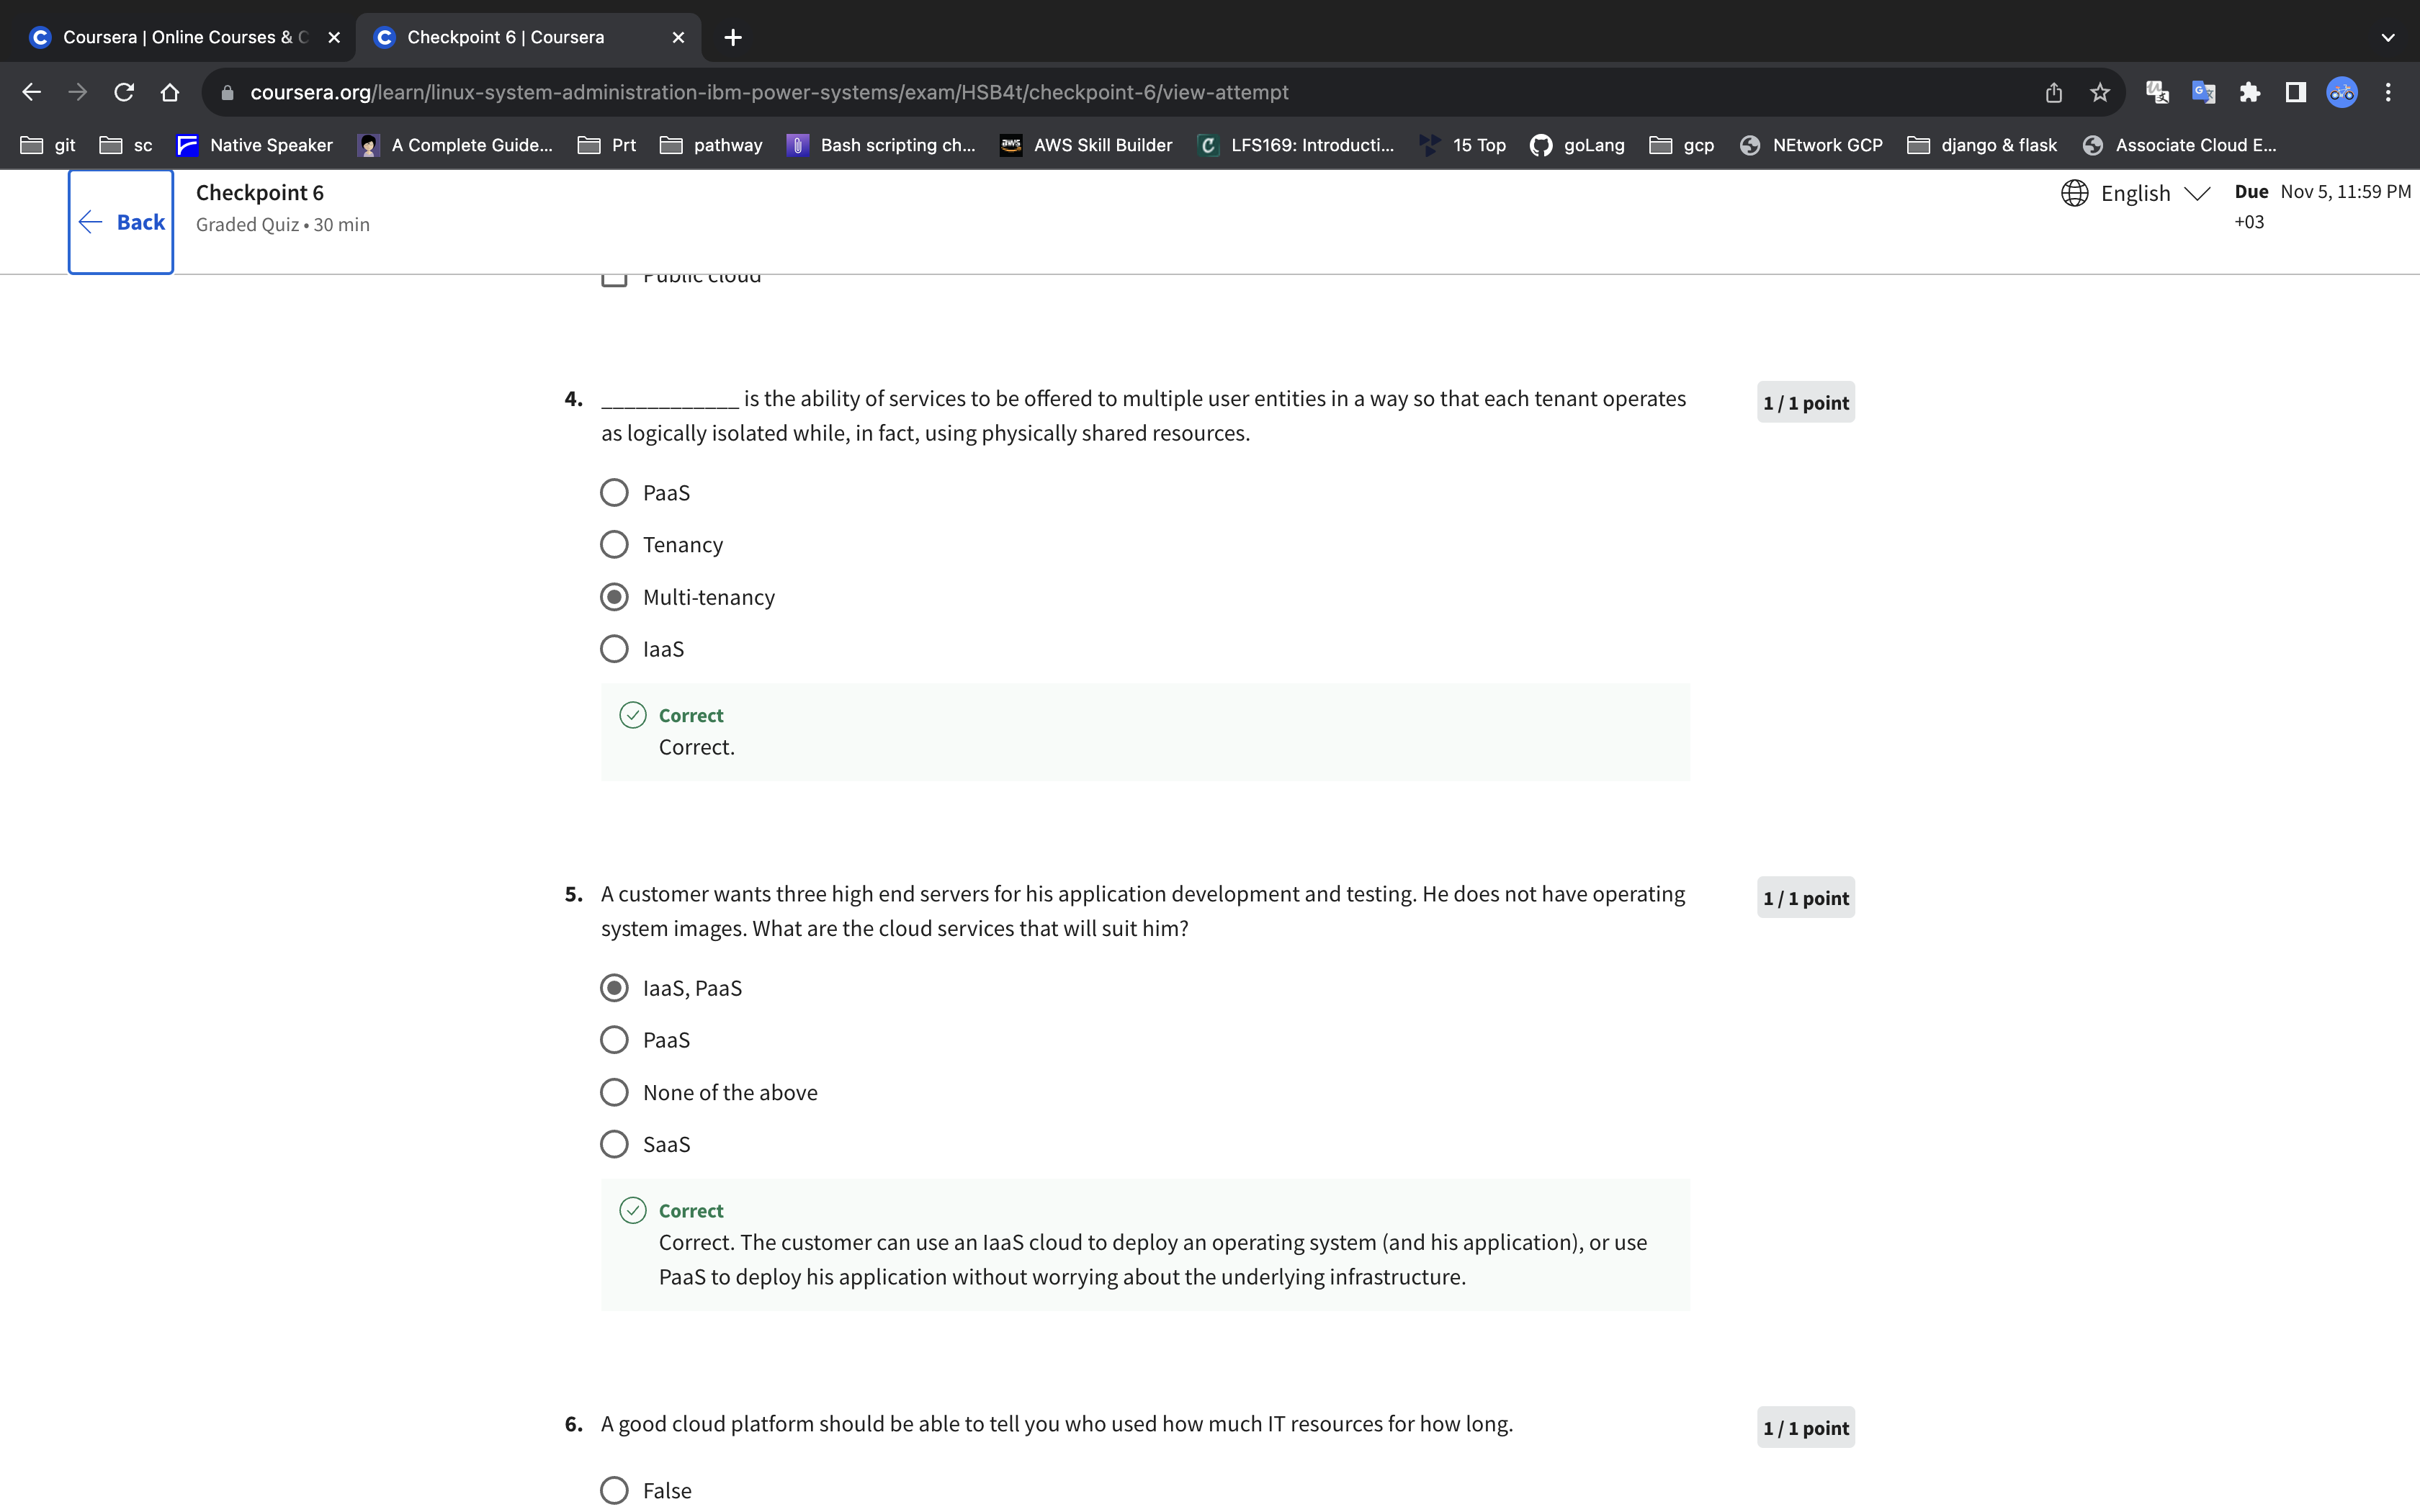 Coursera | Online Courses & C
Checkpoint 6 | Coursera
coursera.org/learn/linux-system-administration-ibm-power-systems/exam/HSB4t/checkpoint-6/view-attempt
git sc Native Speaker A Complete Guide... Prt pathway Bash scripting ch... AWS Skill Builder LFS169: Introducti... 15 Top goLang gcp NEtwork GCP django & flask Associate Cloud E...
Back
Checkpoint 6
Graded Quiz • 30 min
English
Due Nov 5, 11:59 PM
+03
Public cloud
4. ____________ is the ability of services to be offered to multiple user entities in a way so that each tenant operates
as logically isolated while, in fact, using physically shared resources.
1 / 1 point
PaaS
Tenancy
Multi-tenancy
IaaS
Correct
Correct.
5. A customer wants three high end servers for his application development and testing. He does not have operating
system images. What are the cloud services that will suit him?
1 / 1 point
IaaS, PaaS
PaaS
None of the above
SaaS
Correct
Correct. The customer can use an IaaS cloud to deploy an operating system (and his application), or use
PaaS to deploy his application without worrying about the underlying infrastructure.
6. A good cloud platform should be able to tell you who used how much IT resources for how long.
1 / 1 point
False